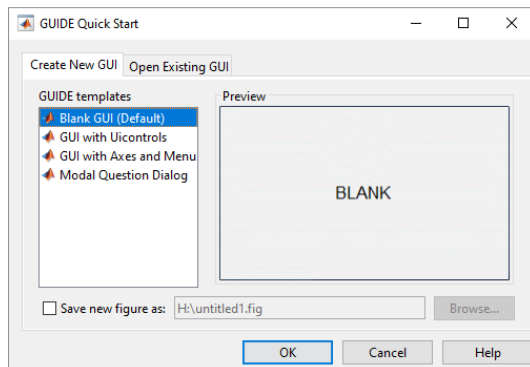 GUIDE Quick Start
Create New GUI Open Existing GUI
GUIDE templates
Blank GUI (Default)
GUI with Uicontrols
GUI with Axes and Menu
Modal Question Dialog
Preview
BLANK
Save new figure as: H:\untitled1.fig Browse...
OK Cancel Help